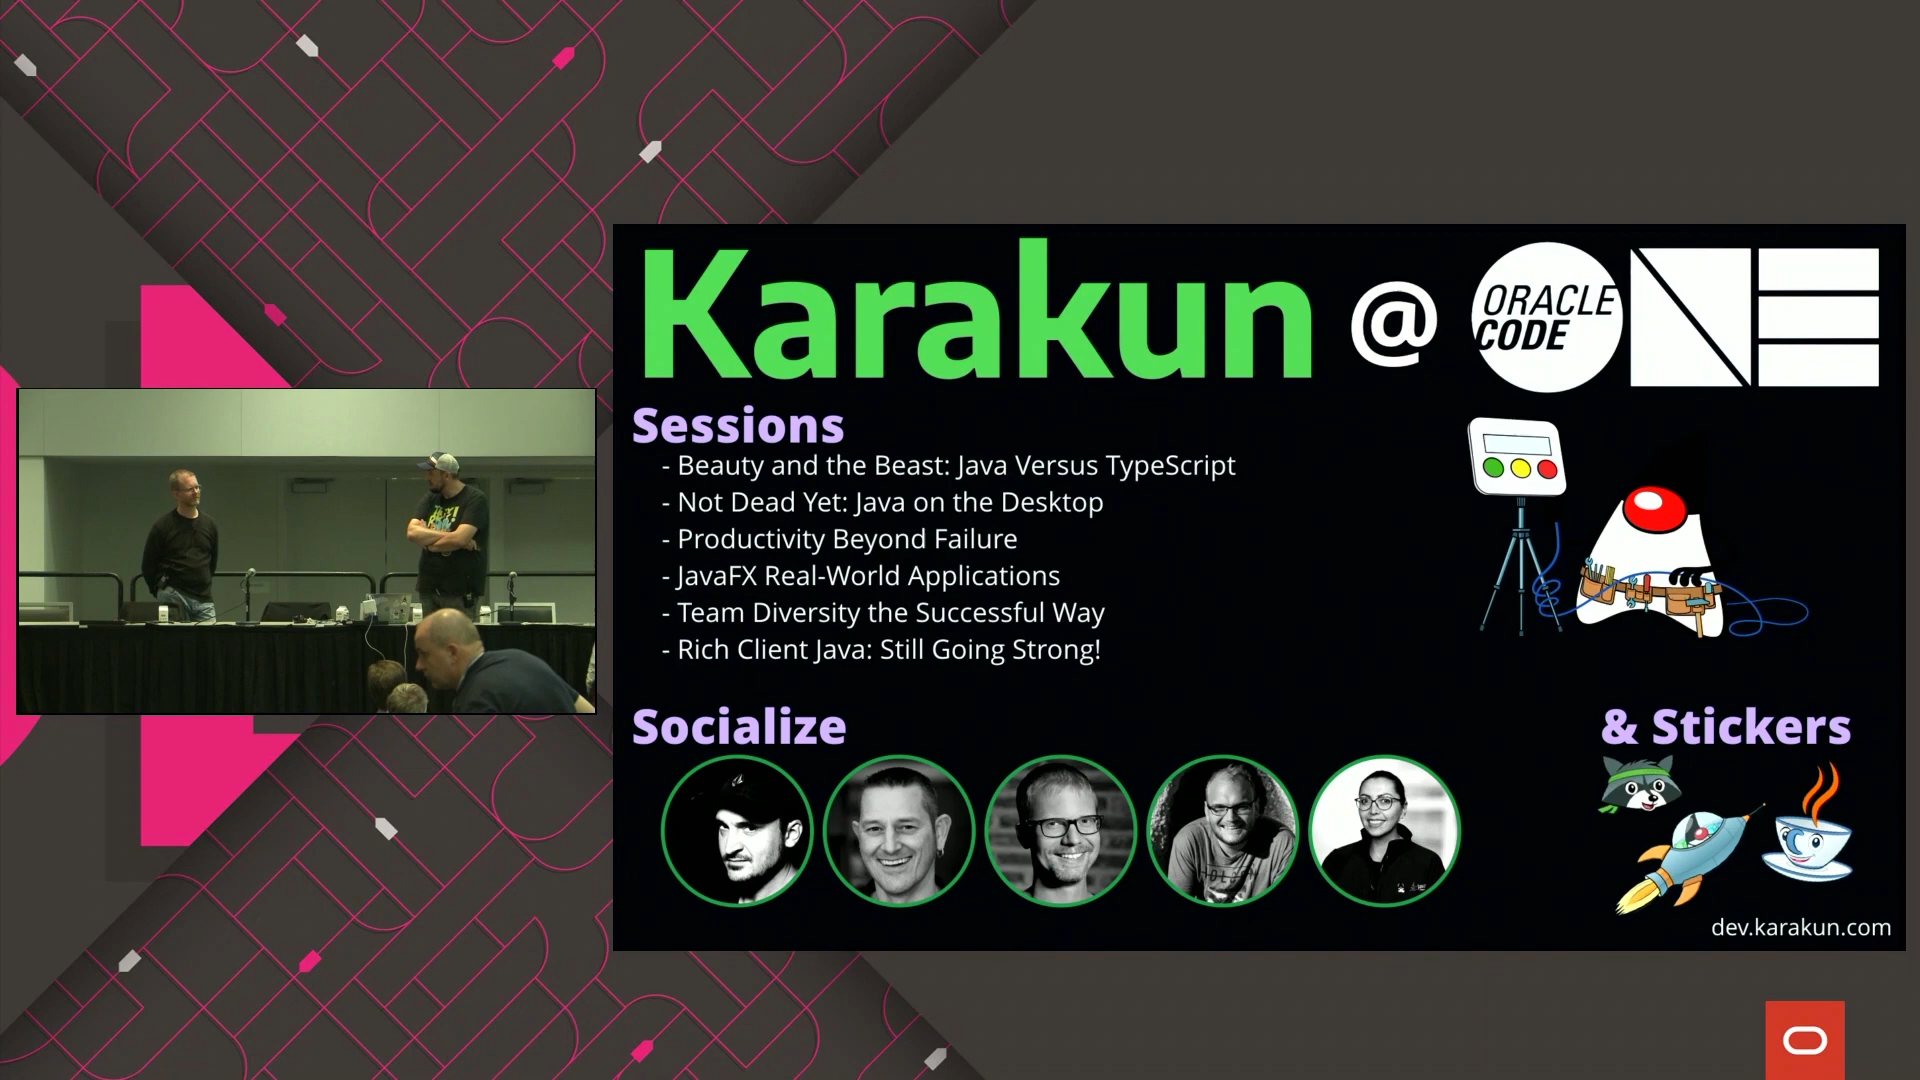 Karakun @ ORACLE CODE ONE
Sessions
- Beauty and the Beast: Java Versus TypeScript
- Not Dead Yet: Java on the Desktop
- Productivity Beyond Failure
- JavaFX Real-World Applications
- Team Diversity the Successful Way
- Rich Client Java: Still Going Strong!
Socialize
& Stickers
dev.karakun.com